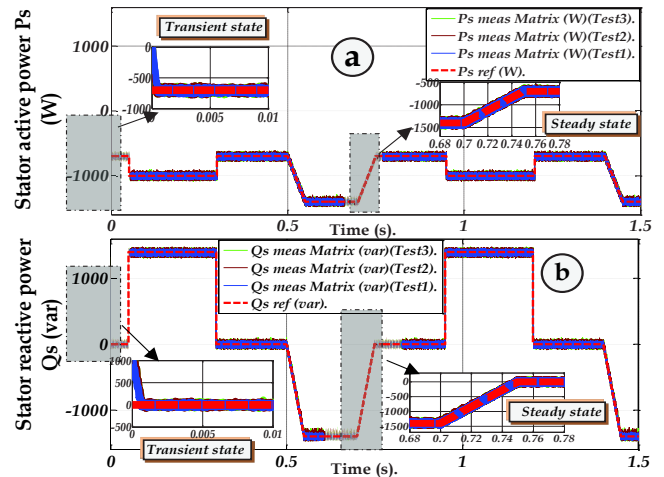 Stator active power Ps
(W)
1600
0
-1000
Transient state
0
-500
-1000
0.005
0.01
a
Ps meas Matrix (W)(Test3).
Ps meas Matrix (W)(Test2).
Ps meas Matrix (W)(Test1).
Ps ref (W).
-500
-1000
-1500
0.68 0.7 0.72 0.74 0.76 0.78
Steady state
0 0.5 1 1.5
Time (s).
Stator reactive power
Qs (var)
1000
0
-1000
Qs meas Matrix (var)(Test3).
Qs meas Matrix (var)(Test2).
Qs meas Matrix (var)(Test1).
Qs ref (var).
b
1000
500
0
-500
0 0.005 0.01
Transient state
0
-500
-1000
-1500
0.68 0.7 0.72 0.74 0.76 0.78
Steady state
0 0.5 1 1.5
Time (s).